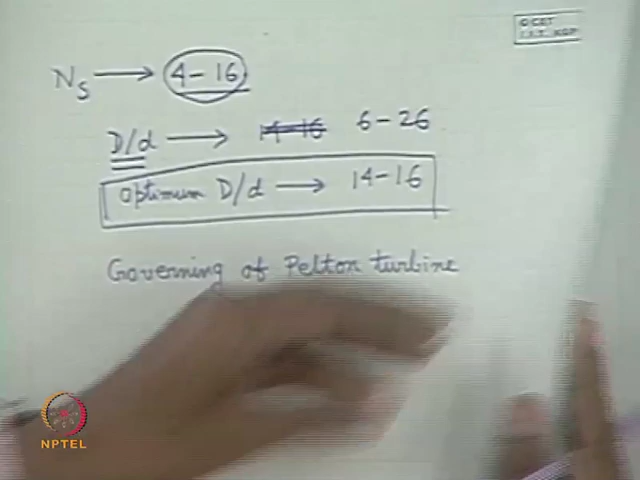 © CET
I.I.T. KGP
Ns → 4-16
D/d → 14-16 6-26
Optimum D/d → 14-16
Governing of Pelton turbine
NPTEL